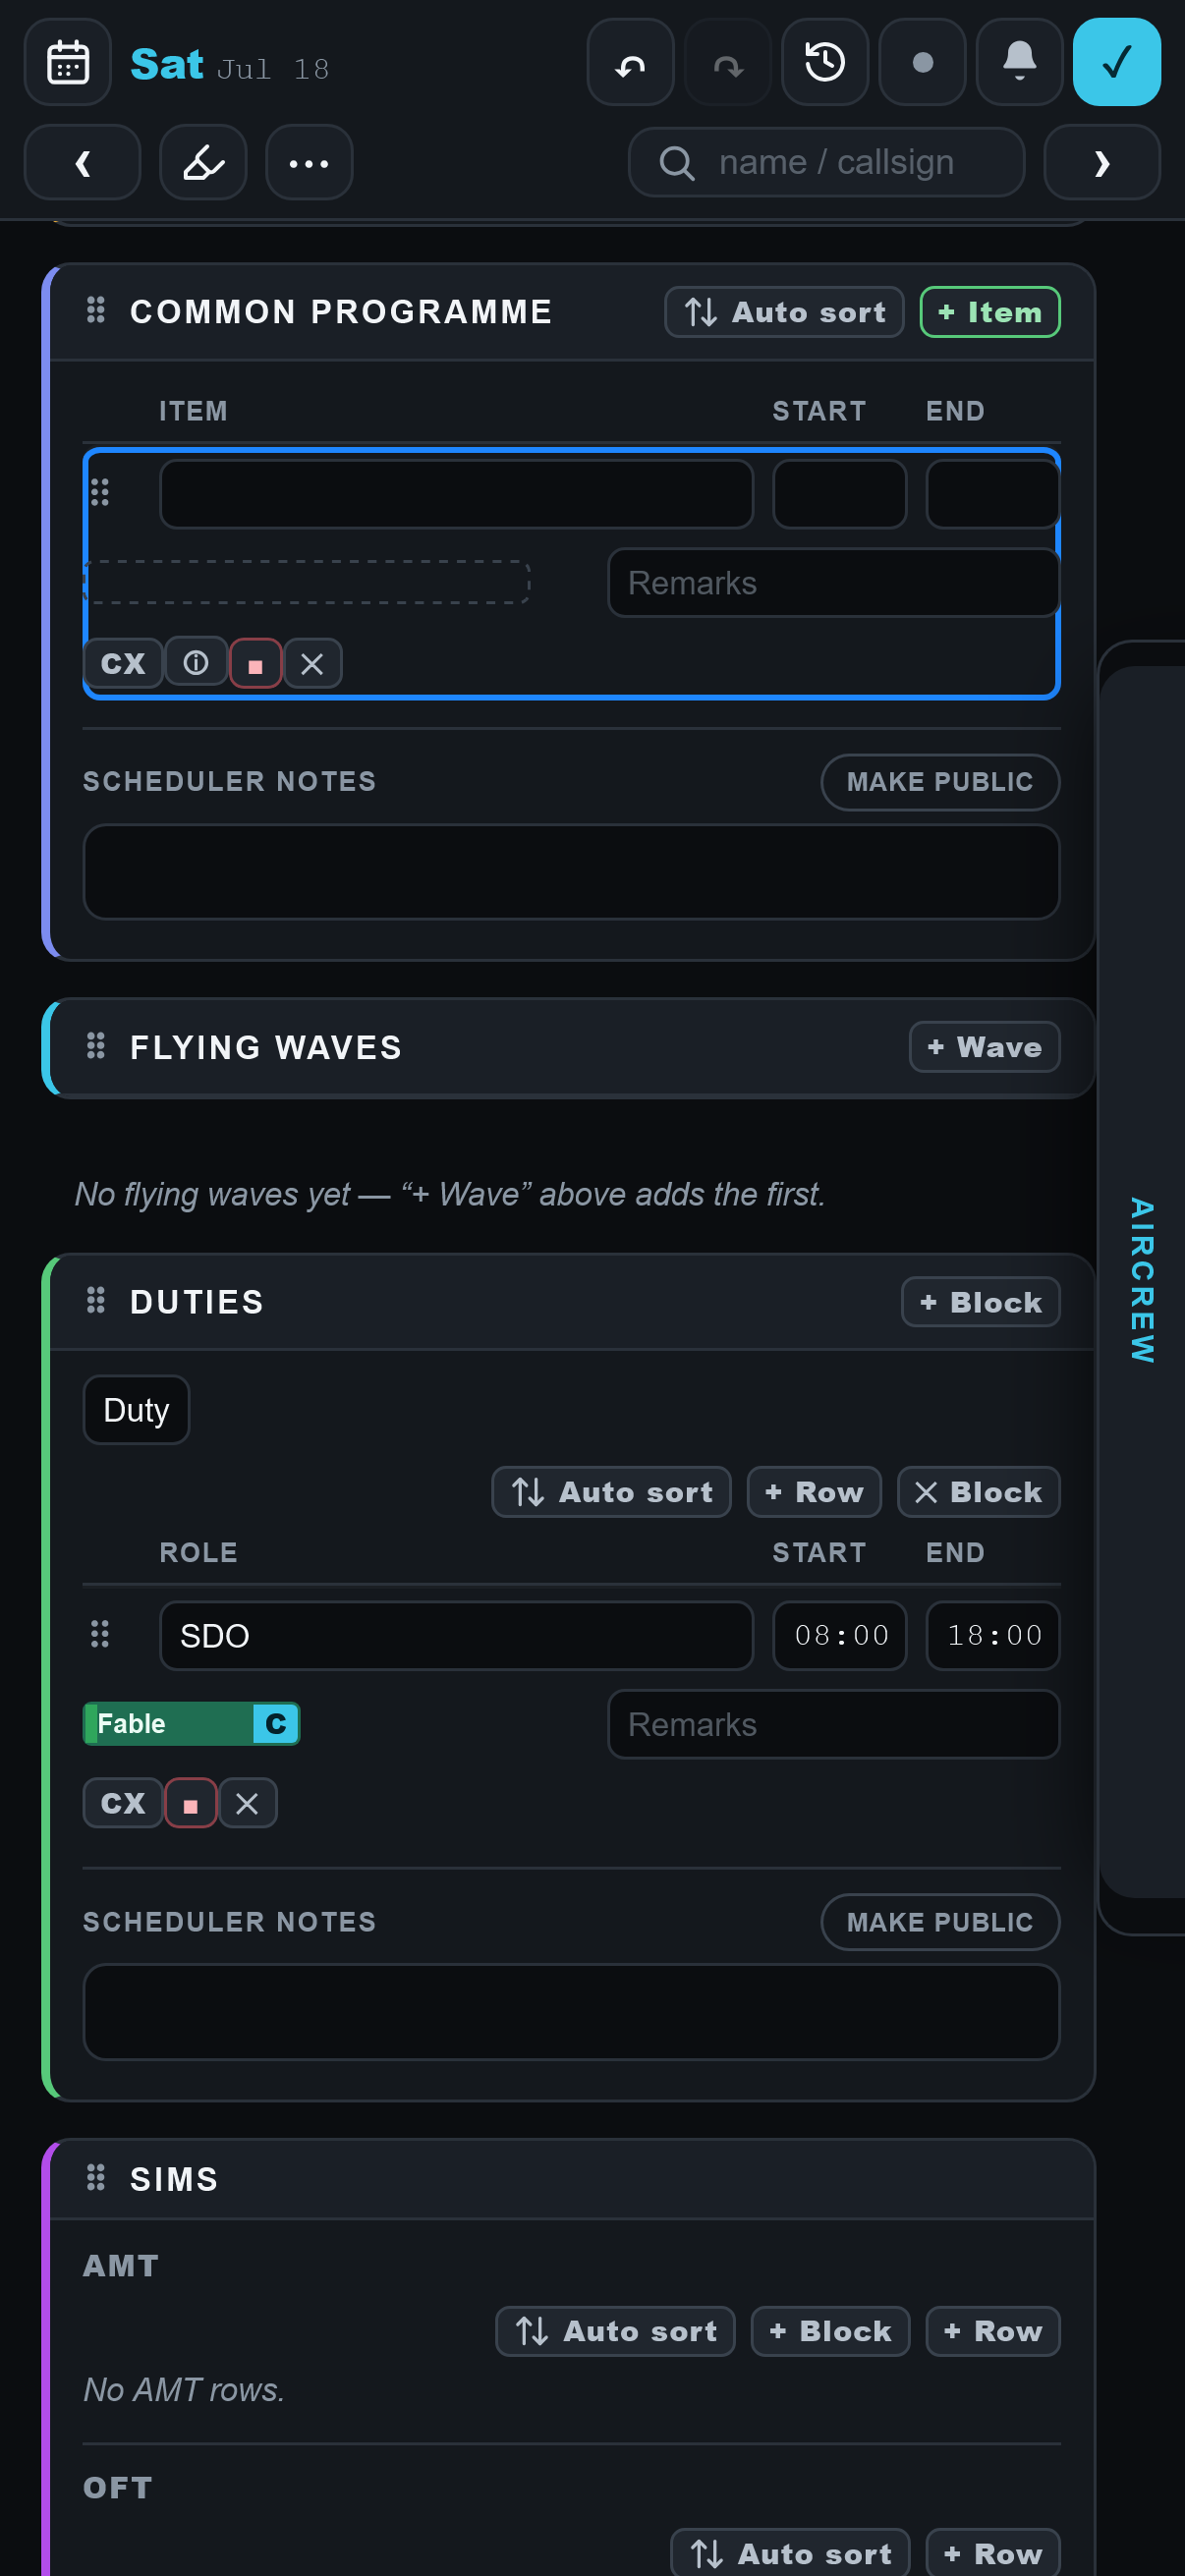 Sat Jul 18
name / callsign
COMMON PROGRAMME Auto sort + Item
ITEM START END
Remarks
CX
SCHEDULER NOTES MAKE PUBLIC
FLYING WAVES + Wave
No flying waves yet — “+ Wave” above adds the first.
AIRCREW
DUTIES + Block
Duty
Auto sort + Row × Block
ROLE START END
SDO 08:00 18:00
Fable C Remarks
CX
SCHEDULER NOTES MAKE PUBLIC
SIMS
AMT
Auto sort + Block + Row
No AMT rows.
OFT
Auto sort + Row